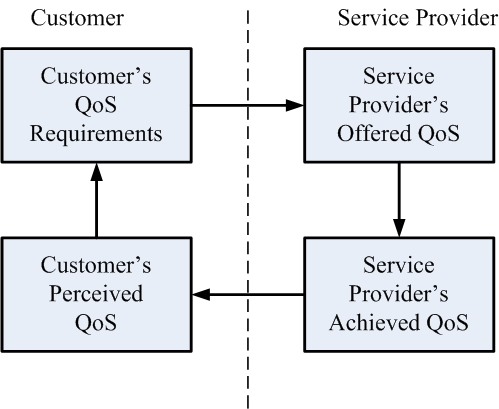 Customer
Service Provider
Customer’s
QoS
Requirements
Service
Provider’s
Offered QoS
Customer’s
Perceived
QoS
Service
Provider’s
Achieved QoS